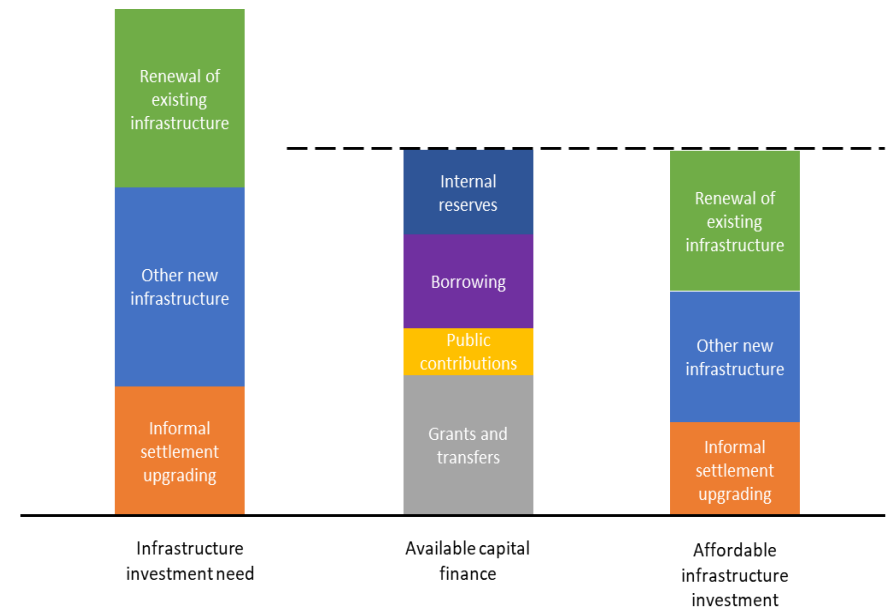 Renewal of
existing
infrastructure
Other new
infrastructure
Informal
settlement
upgrading
Internal
reserves
Borrowing
Public
contributions
Grants and
transfers
Renewal of
existing
infrastructure
Other new
infrastructure
Informal
settlement
upgrading
Infrastructure
investment need
Available capital
finance
Affordable
infrastructure
investment